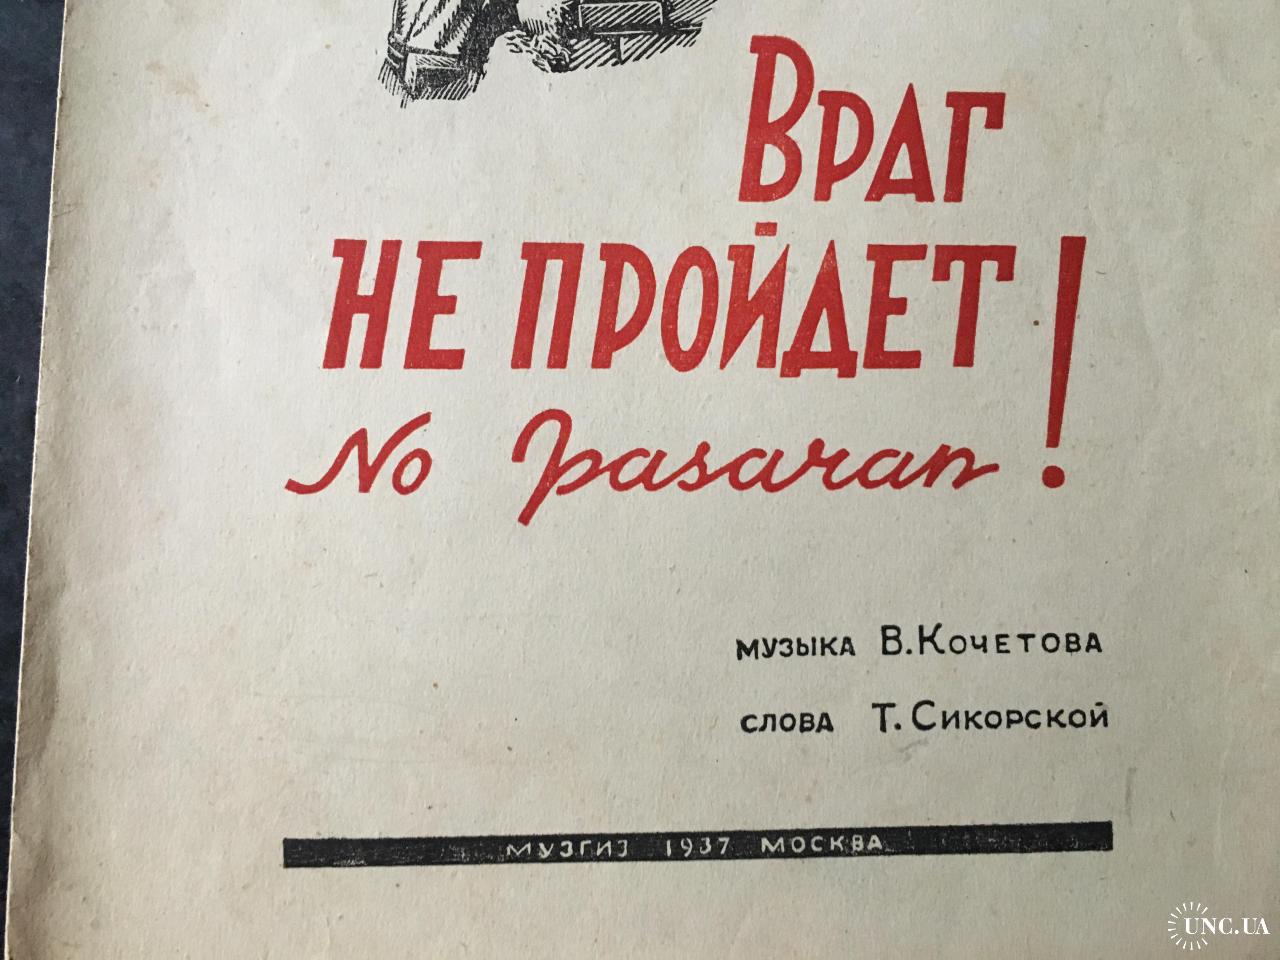 ВРАГ
НЕ ПРОЙДЕТ!
No pasaran
МУЗЫКА В. КОЧЕТОВА
СЛОВА Т. СИКОРСКОЙ
МУЗГИЗ 1937 МОСКВА
UNC.UA